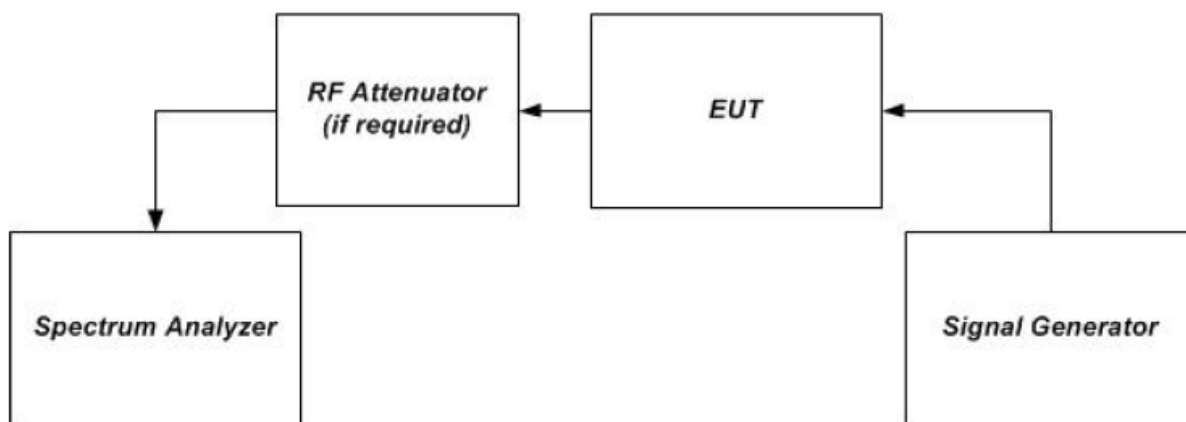 RF Attenuator
(if required)
EUT
Spectrum Analyzer
Signal Generator